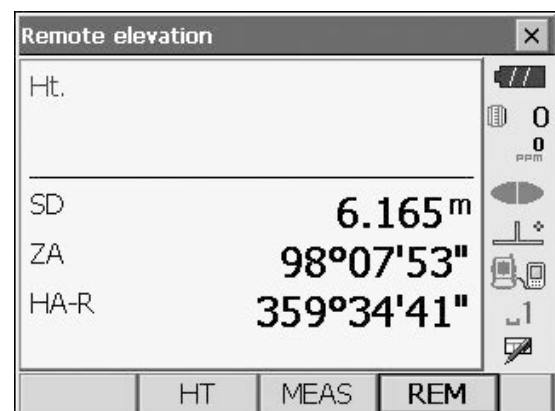 Remote elevation
Ht.
0
0
PPM
SD 6.165 m
ZA 98°07'53"
HA-R 359°34'41"
1
HT MEAS REM